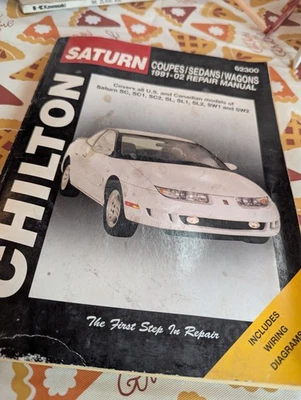 CHILTON
SATURN
COUPES/SEDANS/WAGONS
1991-02 REPAIR MANUAL
62300
Covers all U.S. and Canadian models of
Saturn SC, SC1, SC2, SL, SL1, SL2, SW1 and SW2
The First Step In Repair
INCLUDES
WIRING
DIAGRAMS